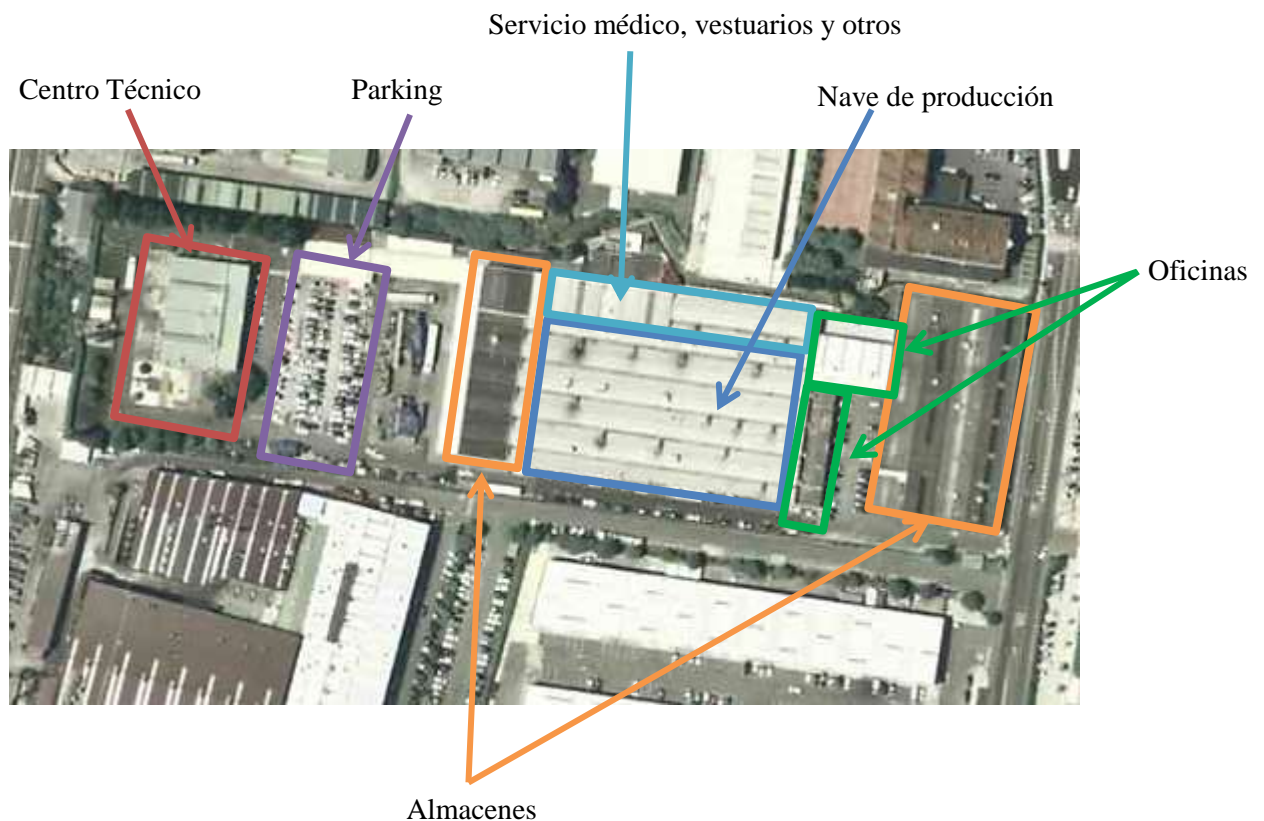 Servicio médico, vestuarios y otros
Centro Técnico
Parking
Nave de producción
Oficinas
Almacenes